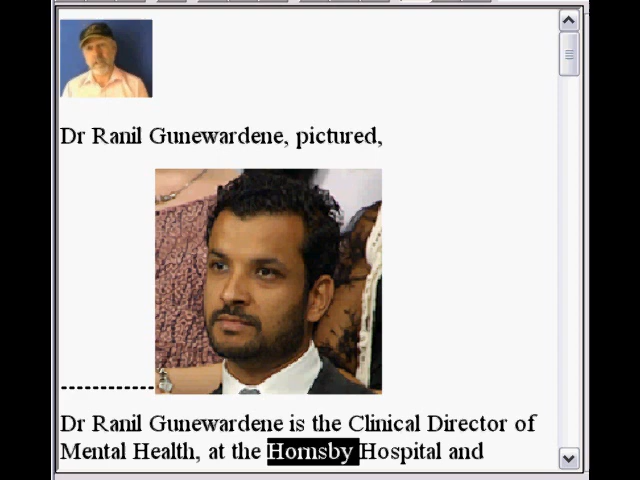 Dr Ranil Gunewardene, pictured,
------------
Dr Ranil Gunewardene is the Clinical Director of
Mental Health, at the Hornsby Hospital and